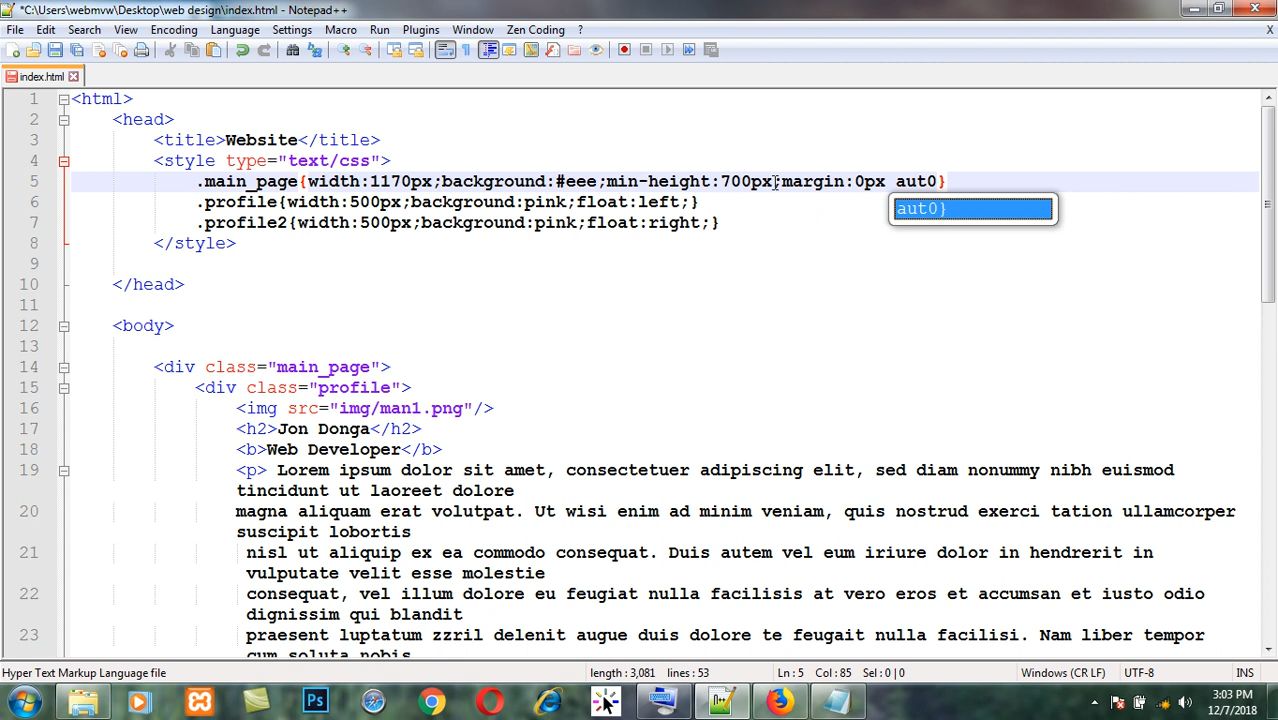 *C:\Users\webmvw\Desktop\web design\index.html - Notepad++
File Edit Search View Encoding Language Settings Macro Run Plugins Window Zen Coding ? X
index.html
1 <html>
2 <head>
3 <title>Website</title>
4 <style type="text/css">
5 .main_page{width:1170px;background:#eee;min-height:700px;margin:0px aut0}
6 .profile{width:500px;background:pink;float:left;}
aut0}
7 .profile2{width:500px;background:pink;float:right;}
8 </style>
9
10 </head>
11
12 <body>
13
14 <div class="main_page">
15 <div class="profile">
16 <img src="img/man1.png"/>
17 <h2>Jon Donga</h2>
18 <b>Web Developer</b>
19 <p> Lorem ipsum dolor sit amet, consectetuer adipiscing elit, sed diam nonummy nibh euismod
tincidunt ut laoreet dolore
20 magna aliquam erat volutpat. Ut wisi enim ad minim veniam, quis nostrud exerci tation ullamcorper
suscipit lobortis
21 nisl ut aliquip ex ea commodo consequat. Duis autem vel eum iriure dolor in hendrerit in
vulputate velit esse molestie
22 consequat, vel illum dolore eu feugiat nulla facilisis at vero eros et accumsan et iusto odio
dignissim qui blandit
23 praesent luptatum zzril delenit augue duis dolore te feugait nulla facilisi. Nam liber tempor
cum soluta nobis
Hyper Text Markup Language file length : 3,081 lines : 53 Ln : 5 Col : 85 Sel : 0 | 0 Windows (CR LF) UTF-8 INS
Ps 3:03 PM
12/7/2018